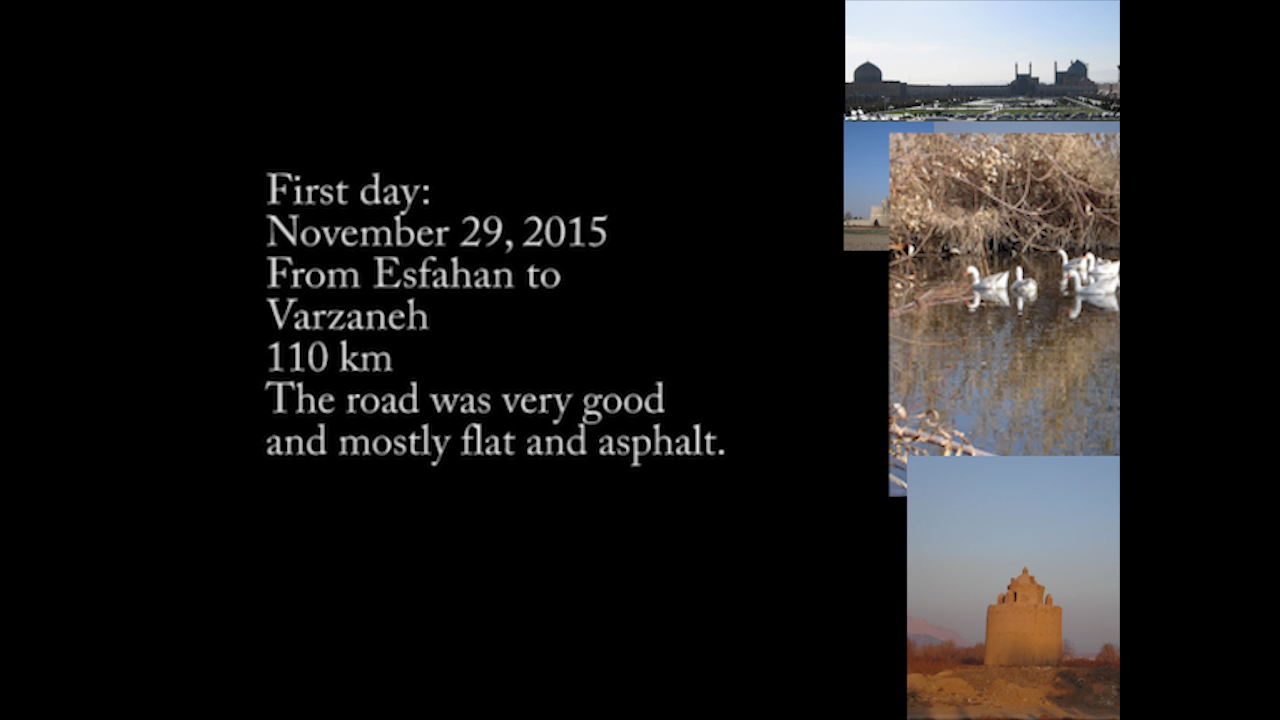 First day:
November 29, 2015
From Esfahan to
Varzaneh
110 km
The road was very good
and mostly flat and asphalt.